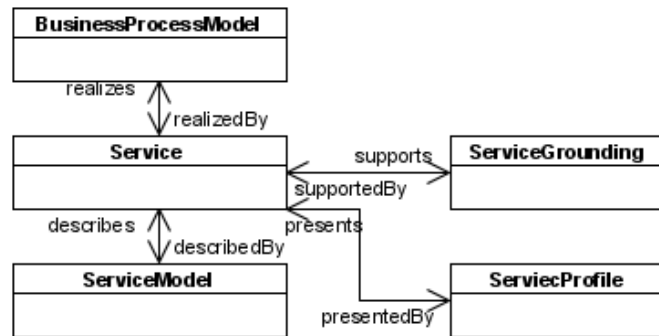 BusinessProcessModel
realizes
realizedBy
Service
supports
ServiceGrounding
supportedBy
describes
presents
describedBy
ServiceModel
ServiecProfile
presentedBy